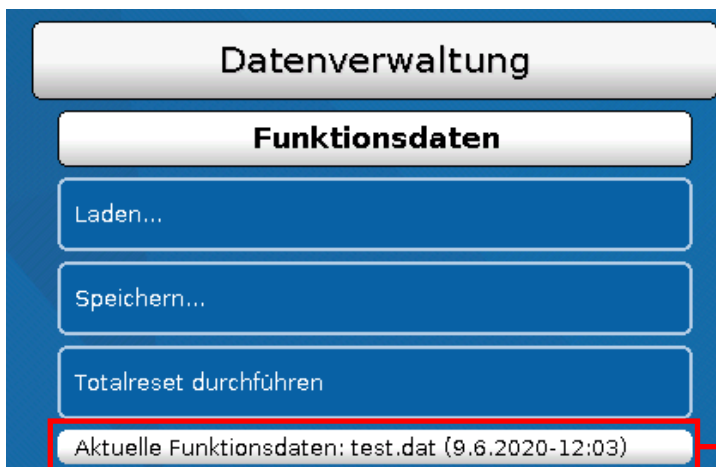 Datenverwaltung
Funktionsdaten
Laden...
Speichern...
Totalreset durchführen
Aktuelle Funktionsdaten: test.dat (9.6.2020-12:03)